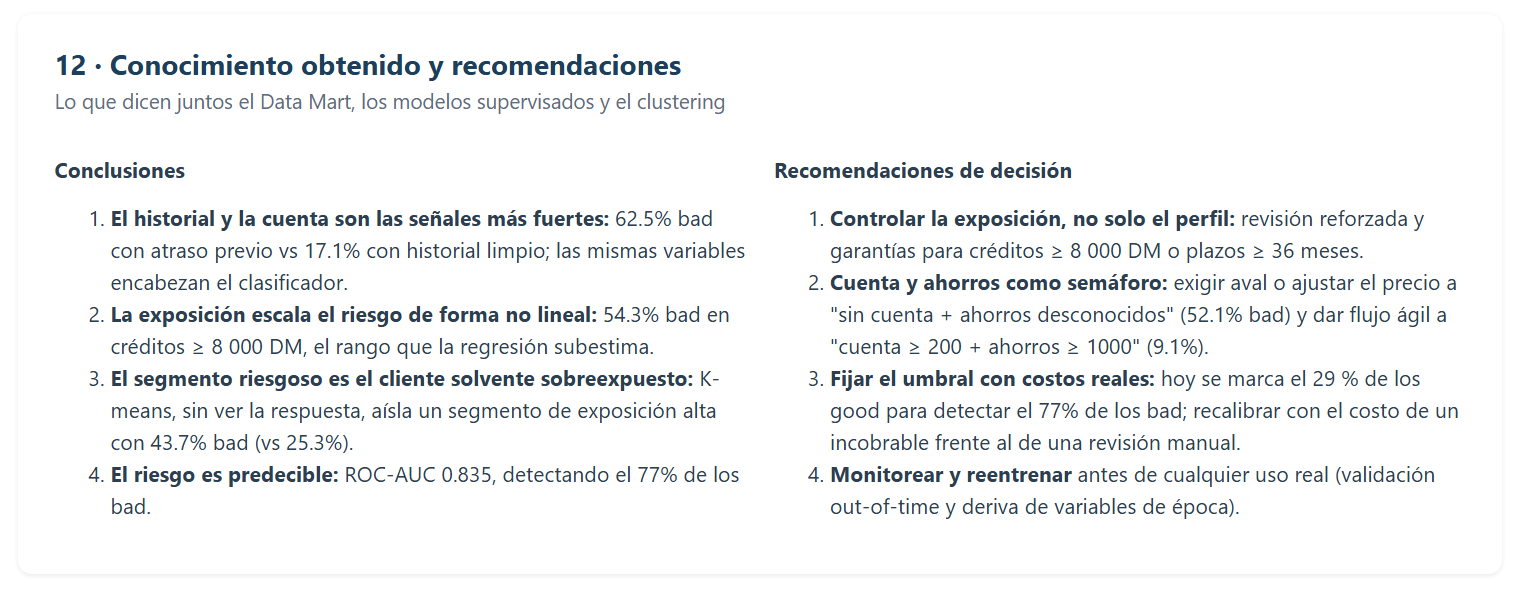 12 · Conocimiento obtenido y recomendaciones
Lo que dicen juntos el Data Mart, los modelos supervisados y el clustering
Conclusiones
1. El historial y la cuenta son las señales más fuertes: 62.5% bad
con atraso previo vs 17.1% con historial limpio; las mismas variables
encabezan el clasificador.
2. La exposición escala el riesgo de forma no lineal: 54.3% bad en
créditos ≥ 8 000 DM, el rango que la regresión subestima.
3. El segmento riesgoso es el cliente solvente sobreexpuesto: K-
means, sin ver la respuesta, aísla un segmento de exposición alta
con 43.7% bad (vs 25.3%).
4. El riesgo es predecible: ROC-AUC 0.835, detectando el 77% de los
bad.
Recomendaciones de decisión
1. Controlar la exposición, no solo el perfil: revisión reforzada y
garantías para créditos ≥ 8 000 DM o plazos ≥ 36 meses.
2. Cuenta y ahorros como semáforo: exigir aval o ajustar el precio a
"sin cuenta + ahorros desconocidos" (52.1% bad) y dar flujo ágil a
"cuenta ≥ 200 + ahorros ≥ 1000" (9.1%).
3. Fijar el umbral con costos reales: hoy se marca el 29 % de los
good para detectar el 77% de los bad; recalibrar con el costo de un
incobrable frente al de una revisión manual.
4. Monitorear y reentrenar antes de cualquier uso real (validación
out-of-time y deriva de variables de época).